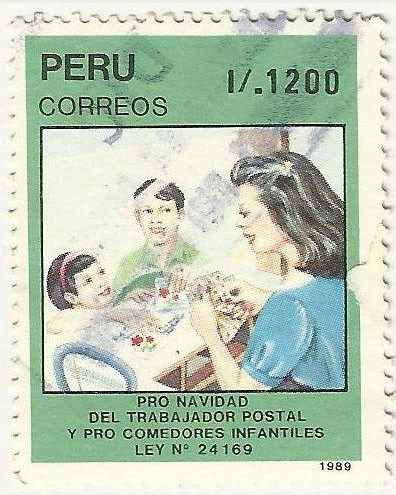 PERU
CORREOS
I/.1200
PRO NAVIDAD
DEL TRABAJADOR POSTAL
Y PRO COMEDORES INFANTILES
LEY Nº 24169
1989